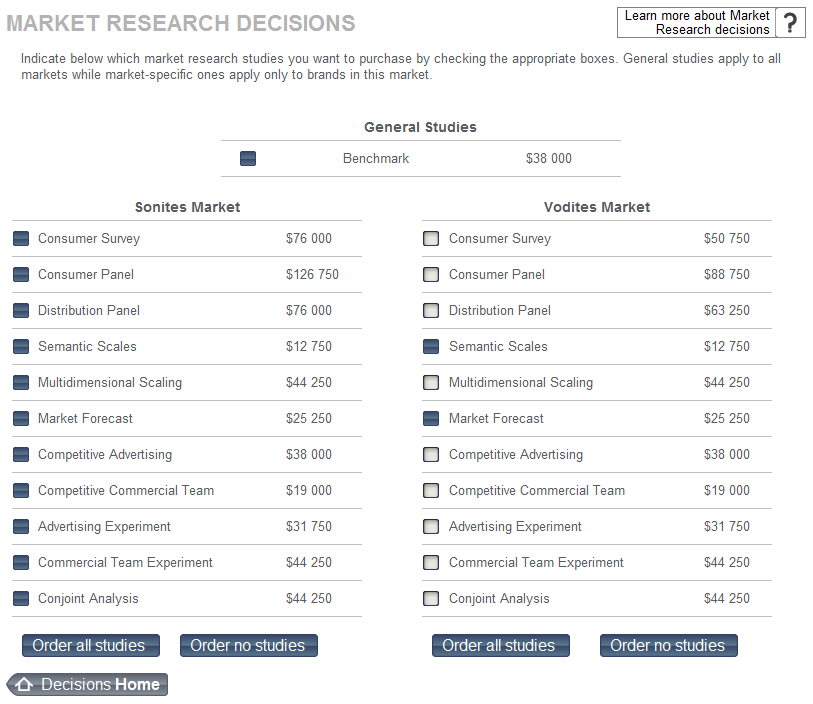 MARKET RESEARCH DECISIONS
Learn more about Market
Research decisions
?
Indicate below which market research studies you want to purchase by checking the appropriate boxes. General studies apply to all
markets while market-specific ones apply only to brands in this market.
General Studies
Benchmark $38 000
Sonites Market
Consumer Survey $76 000
Consumer Panel $126 750
Distribution Panel $76 000
Semantic Scales $12 750
Multidimensional Scaling $44 250
Market Forecast $25 250
Competitive Advertising $38 000
Competitive Commercial Team $19 000
Advertising Experiment $31 750
Commercial Team Experiment $44 250
Conjoint Analysis $44 250
Order all studies Order no studies
Vodites Market
Consumer Survey $50 750
Consumer Panel $88 750
Distribution Panel $63 250
Semantic Scales $12 750
Multidimensional Scaling $44 250
Market Forecast $25 250
Competitive Advertising $38 000
Competitive Commercial Team $19 000
Advertising Experiment $31 750
Commercial Team Experiment $44 250
Conjoint Analysis $44 250
Order all studies Order no studies
Decisions Home